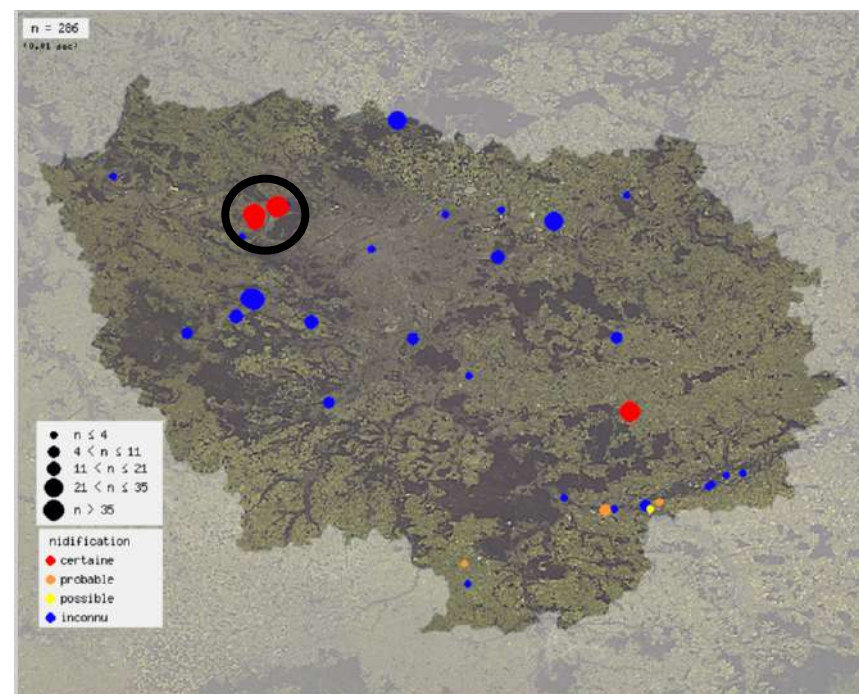 n = 286
(0.01 sec)
n ≤ 4
4 < n ≤ 11
11 < n ≤ 21
21 < n ≤ 35
n > 35
nidification
certaine
probable
possible
inconnu